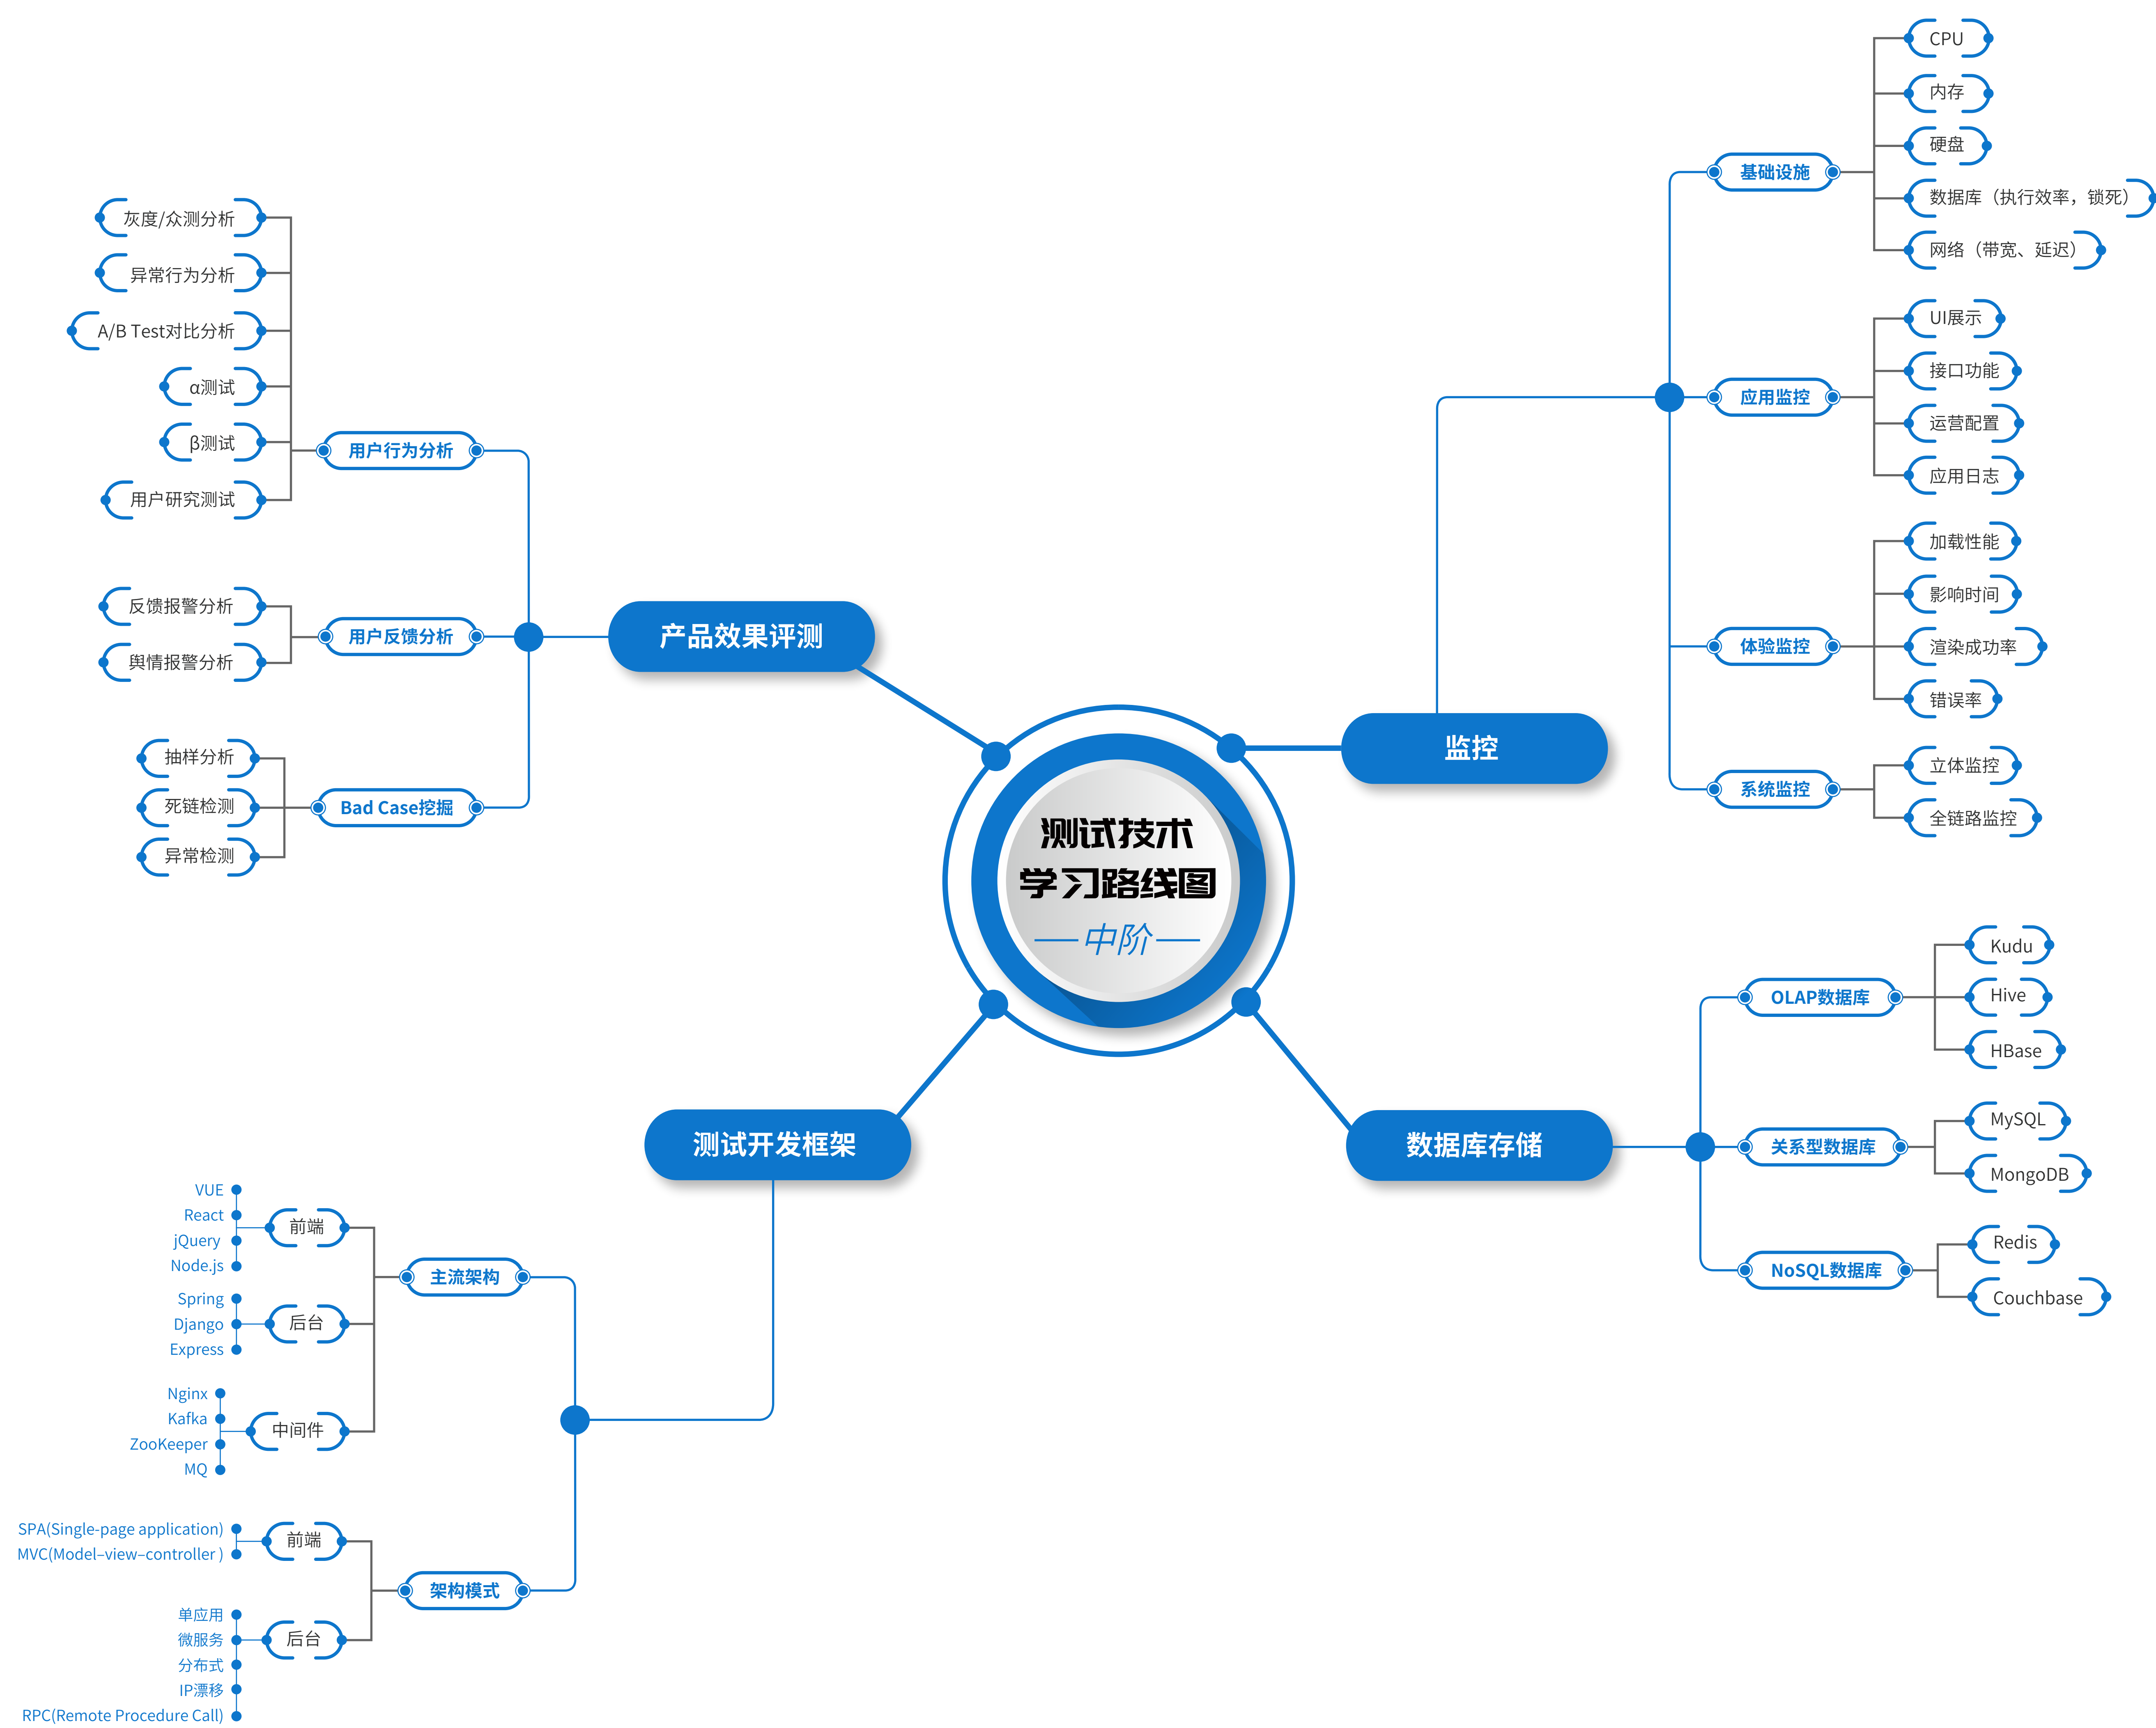 测试技术
学习路线图
中阶
产品效果评测
用户行为分析
灰度/众测分析
异常行为分析
A/B Test对比分析
α测试
β测试
用户研究测试
用户反馈分析
反馈报警分析
舆情报警分析
Bad Case挖掘
抽样分析
死链检测
异常检测
监控
基础设施
CPU
内存
硬盘
数据库（执行效率，锁死）
网络（带宽、延迟）
应用监控
UI展示
接口功能
运营配置
应用日志
体验监控
加载性能
影响时间
渲染成功率
错误率
系统监控
立体监控
全链路监控
测试开发框架
主流架构
前端
VUE
React
jQuery
Node.js
后台
Spring
Django
Express
中间件
Nginx
Kafka
ZooKeeper
MQ
架构模式
前端
SPA(Single-page application)
MVC(Model–view–controller )
后台
单应用
微服务
分布式
IP漂移
RPC(Remote Procedure Call)
数据库存储
OLAP数据库
Kudu
Hive
HBase
关系型数据库
MySQL
MongoDB
NoSQL数据库
Redis
Couchbase